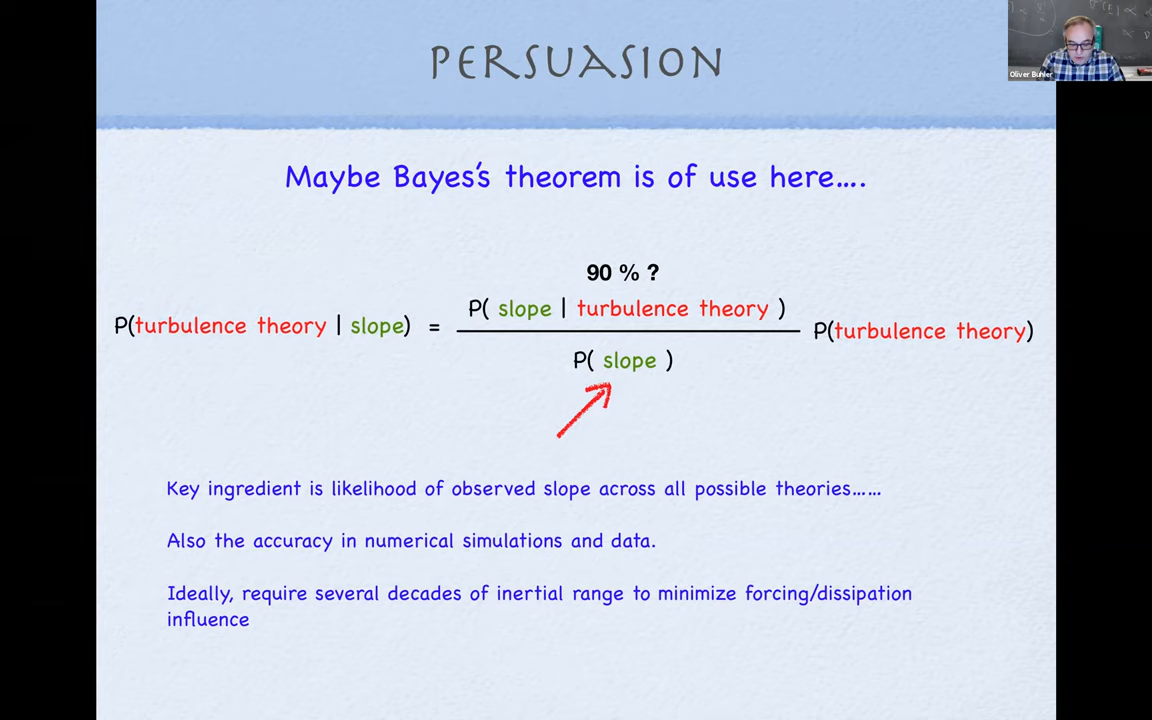 PERSUASION
Oliver Buhler
Maybe Bayes's theorem is of use here....
90 % ?
P(turbulence theory | slope) = P( slope | turbulence theory ) P(turbulence theory)
P( slope )
Key ingredient is likelihood of observed slope across all possible theories......
Also the accuracy in numerical simulations and data.
Ideally, require several decades of inertial range to minimize forcing/dissipation
influence